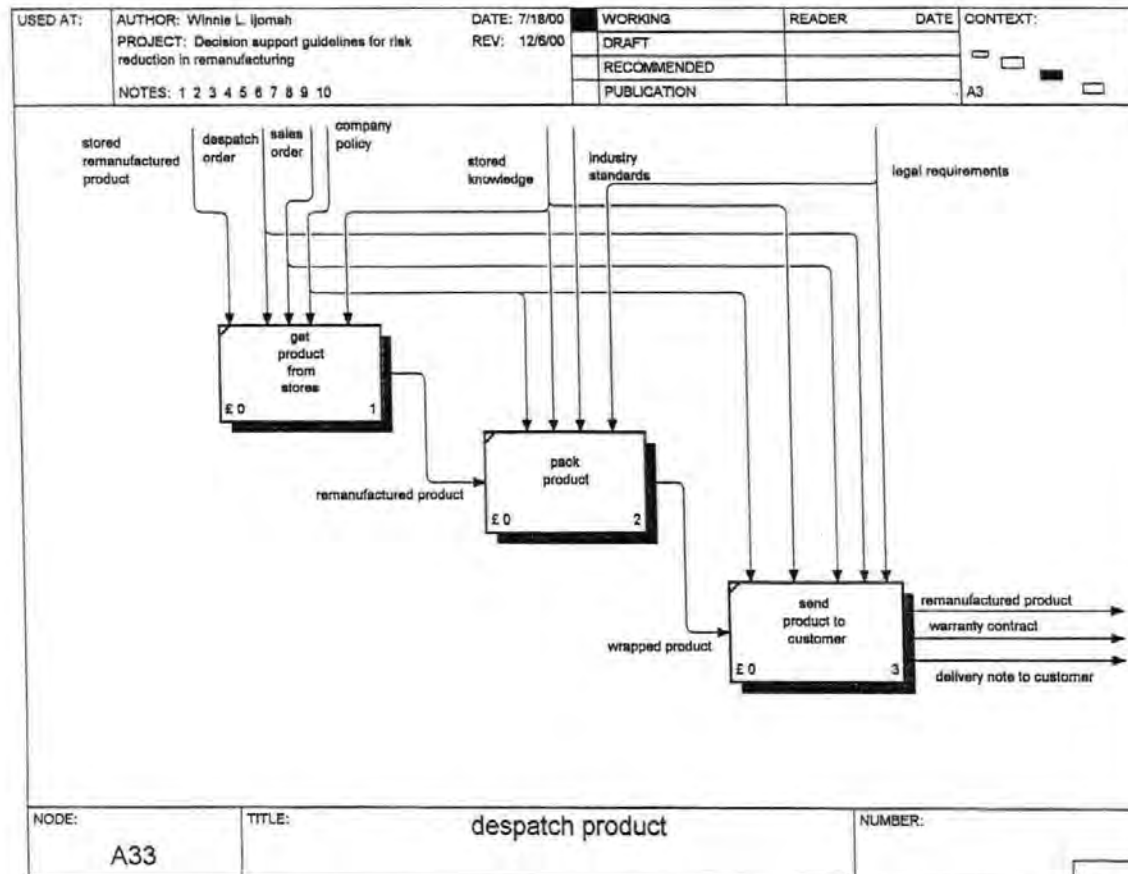 USED AT:
AUTHOR: Winnie L. Ijomah
DATE: 7/18/00
PROJECT: Decision support guidelines for risk
reduction in remanufacturing
REV: 12/6/00
NOTES: 1 2 3 4 5 6 7 8 9 10
WORKING
DRAFT
RECOMMENDED
PUBLICATION
READER
DATE
CONTEXT:
A3
stored
remanufactured
product
despatch
order
sales
order
company
policy
stored
knowledge
industry
standards
legal requirements
get
product
from
stores
£ 0
1
remanufactured product
pack
product
£ 0
2
wrapped product
send
product to
customer
£ 0
3
remanufactured product
warranty contract
delivery note to customer
NODE:
A33
TITLE:
despatch product
NUMBER: